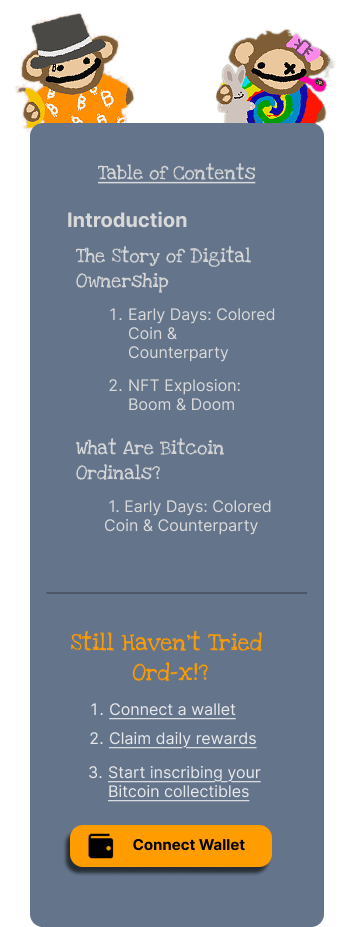 Table of Contents
Introduction
The Story of Digital
Ownership
1. Early Days: Colored
Coin &
Counterparty
2. NFT Explosion:
Boom & Doom
What Are Bitcoin
Ordinals?
1. Early Days: Colored
Coin & Counterparty
Still Haven't Tried
Ord-x!?
1. Connect a wallet
2. Claim daily rewards
3. Start inscribing your
Bitcoin collectibles
Connect Wallet